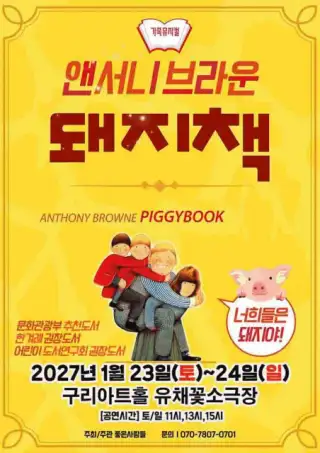 가족뮤지컬
앤서니 브라운
돼지책
ANTHONY BROWNE PIGGYBOOK
문화관광부 추천도서
한겨레 권장도서
어린이 도서연구회 권장도서
너희들은
돼지야!
2027년 1월 23일(토)~24일(일)
구리아트홀 유채꽃소극장
[공연시간] 토/일 11시,13시,15시
주최/주관 좋은사람들 문의 | 070-7807-0701